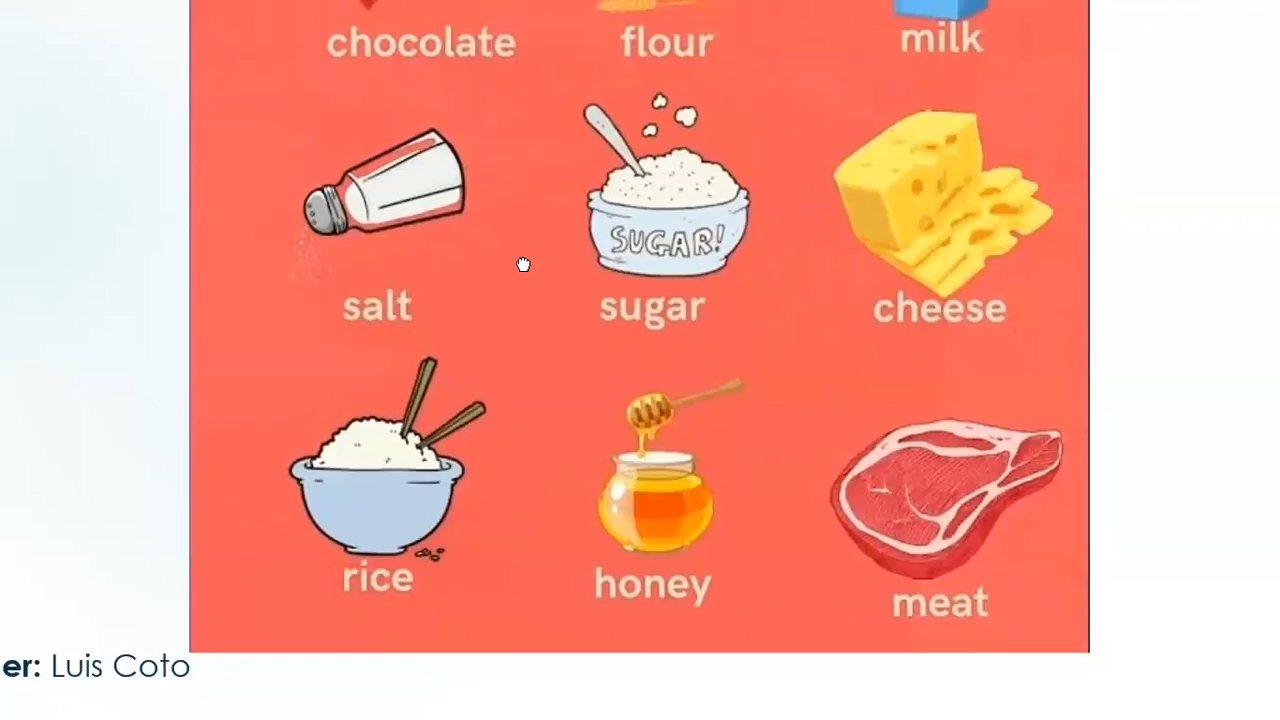 chocolate flour milk
SUGAR!
salt sugar cheese
rice honey meat
er: Luis Coto